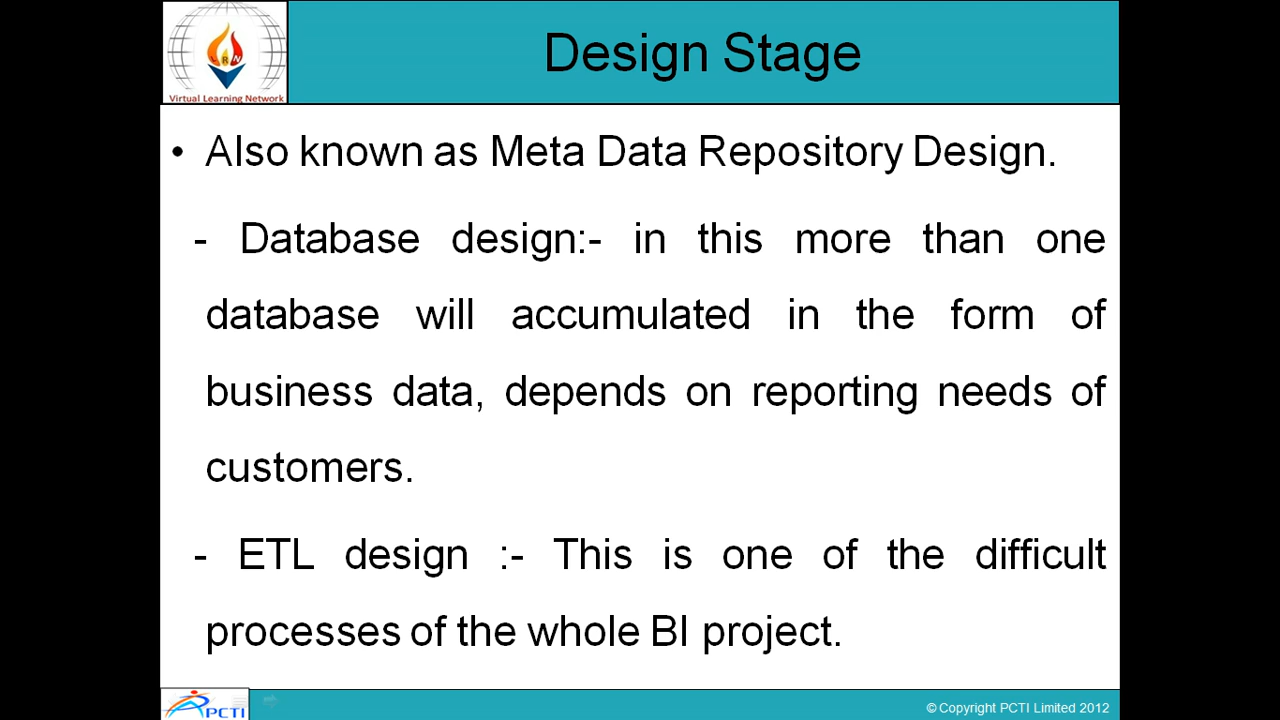 Virtual Learning Network
Design Stage
• Also known as Meta Data Repository Design.
- Database design:- in this more than one
database will accumulated in the form of
business data, depends on reporting needs of
customers.
- ETL design :- This is one of the difficult
processes of the whole BI project.
PCTI
© Copyright PCTI Limited 2012